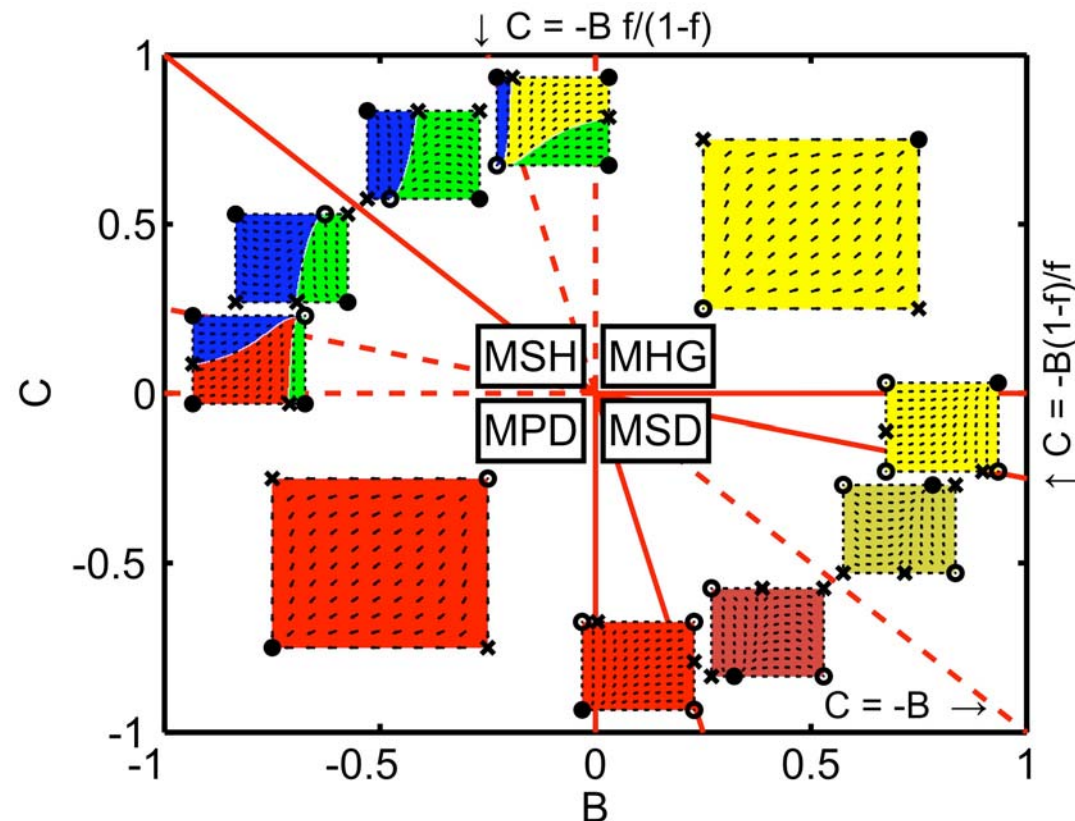 ↓ C = -B f/(1-f)
1
0.5
C
0
-0.5
-1
MSH
MHG
MPD
MSD
← C = -B(1-f)/f
C = -B →
-1
-0.5
0
0.5
1
B